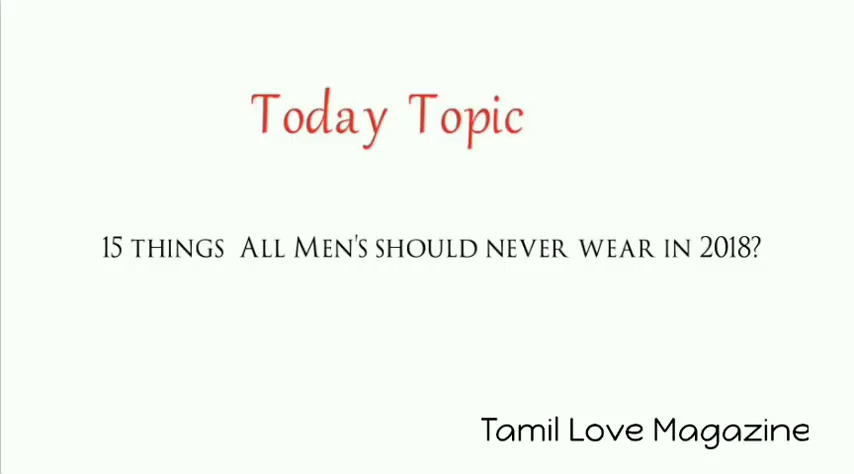 Today Topic
15 things All Men's should never wear in 2018?
Tamil Love Magazine